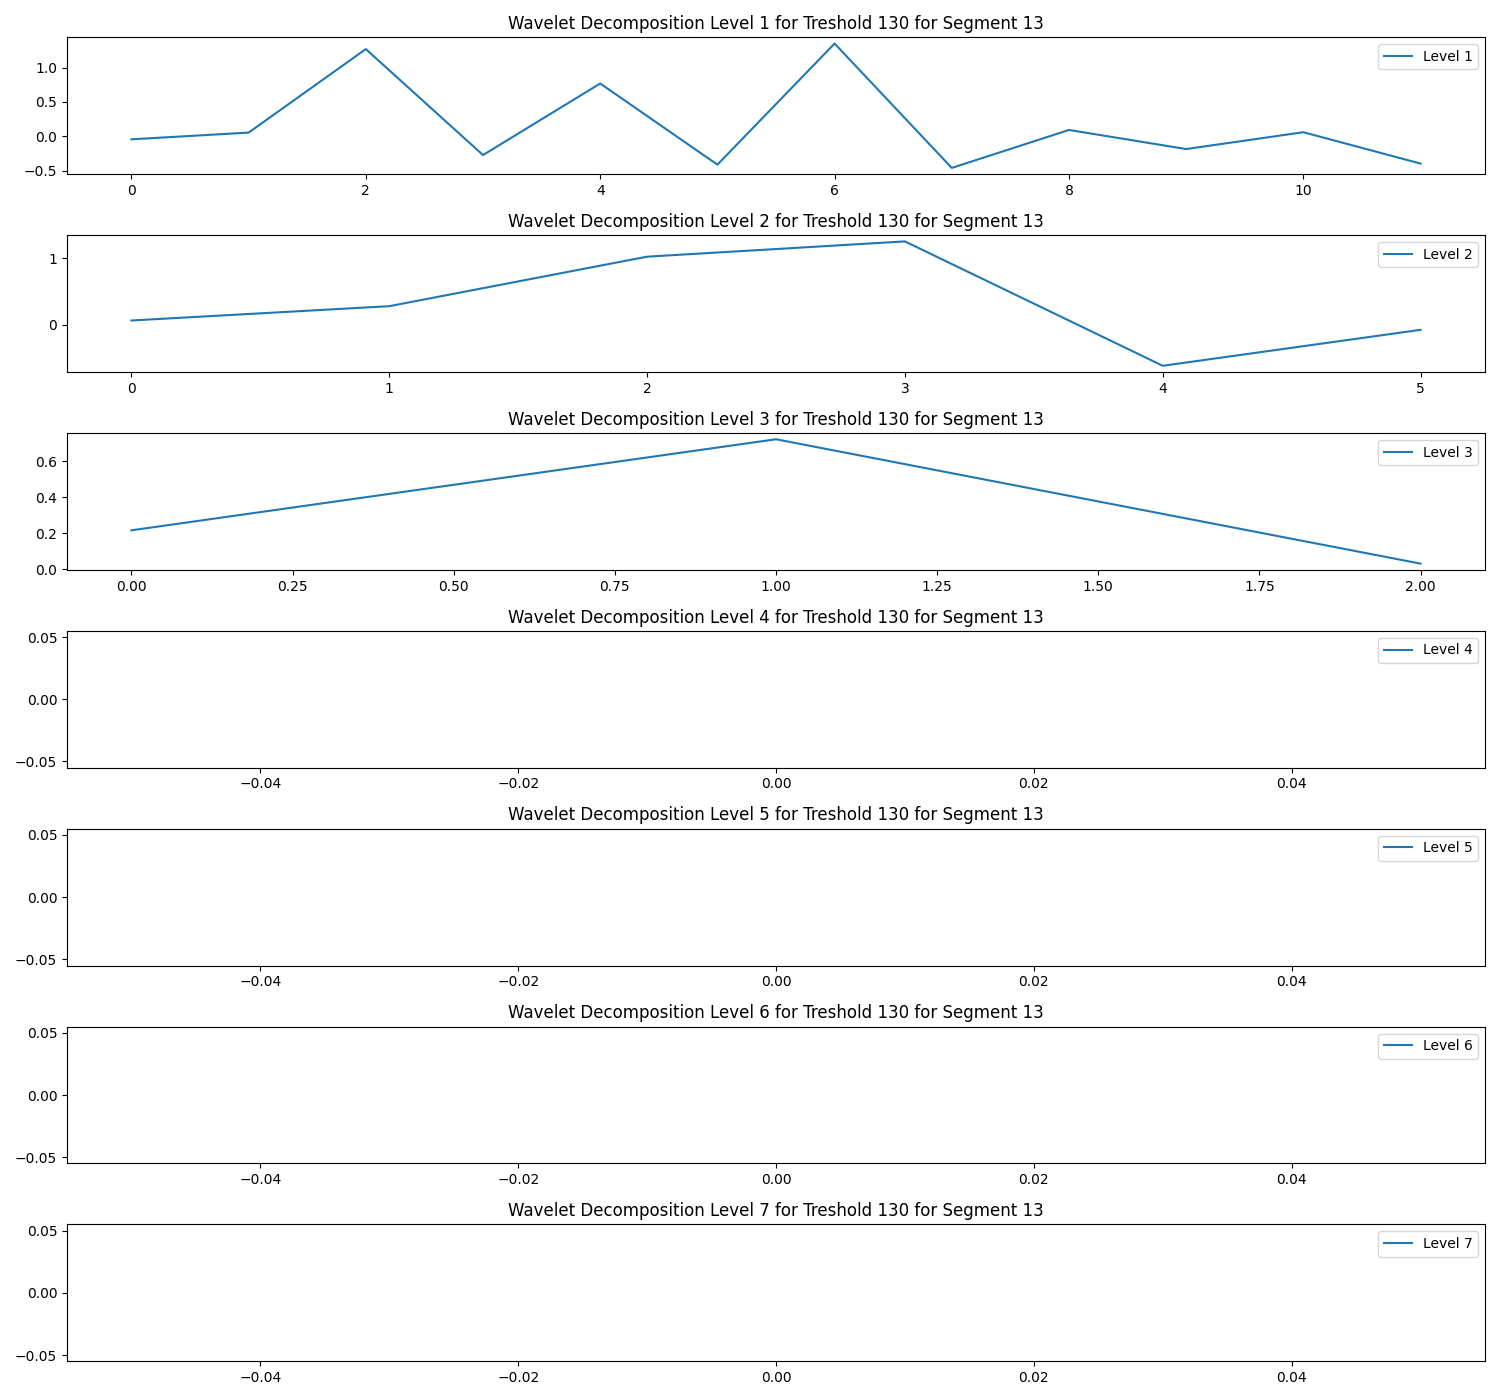 Wavelet Decomposition Level 1 for Treshold 130 for Segment 13
Level 1
1.0
0.5
0.0
−0.5
0 2 4 6 8 10
Wavelet Decomposition Level 2 for Treshold 130 for Segment 13
Level 2
1
0
0 1 2 3 4 5
Wavelet Decomposition Level 3 for Treshold 130 for Segment 13
Level 3
0.6
0.4
0.2
0.0
0.00 0.25 0.50 0.75 1.00 1.25 1.50 1.75 2.00
Wavelet Decomposition Level 4 for Treshold 130 for Segment 13
Level 4
0.05
0.00
−0.05
−0.04 −0.02 0.00 0.02 0.04
Wavelet Decomposition Level 5 for Treshold 130 for Segment 13
Level 5
0.05
0.00
−0.05
−0.04 −0.02 0.00 0.02 0.04
Wavelet Decomposition Level 6 for Treshold 130 for Segment 13
Level 6
0.05
0.00
−0.05
−0.04 −0.02 0.00 0.02 0.04
Wavelet Decomposition Level 7 for Treshold 130 for Segment 13
Level 7
0.05
0.00
−0.05
−0.04 −0.02 0.00 0.02 0.04